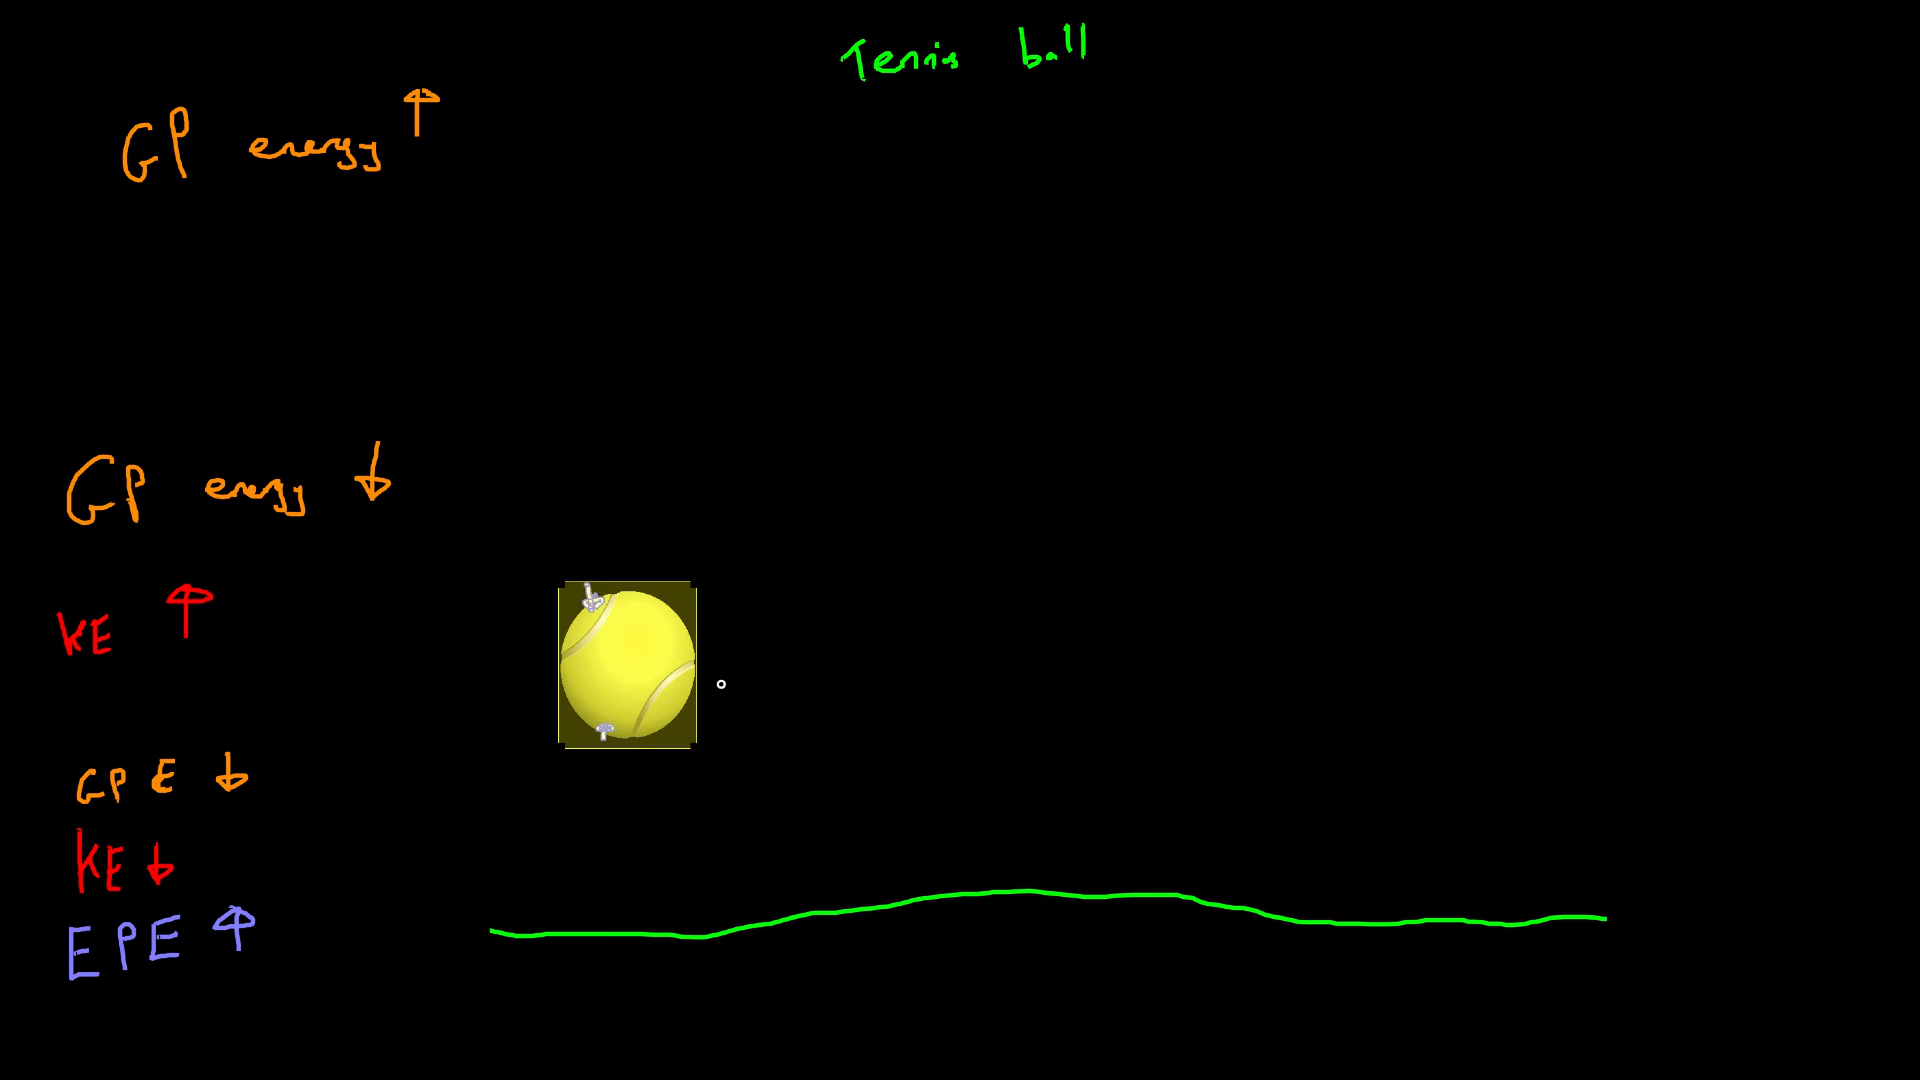 Tennis ball
GP energy ↑
GP energy ↓
KE ↑
GPE ↓
KE ↓
EPE ↑